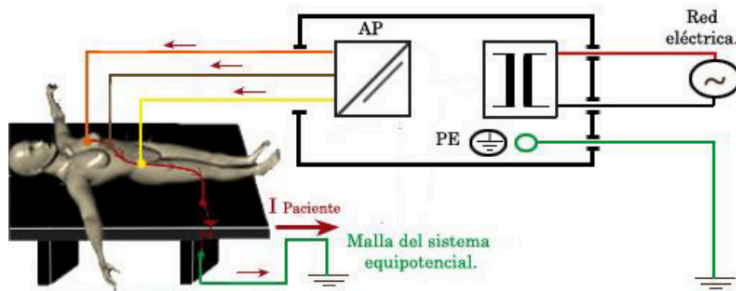 AP
Red
eléctrica.
PE
I Paciente
Malla del sistema
equipotencial.